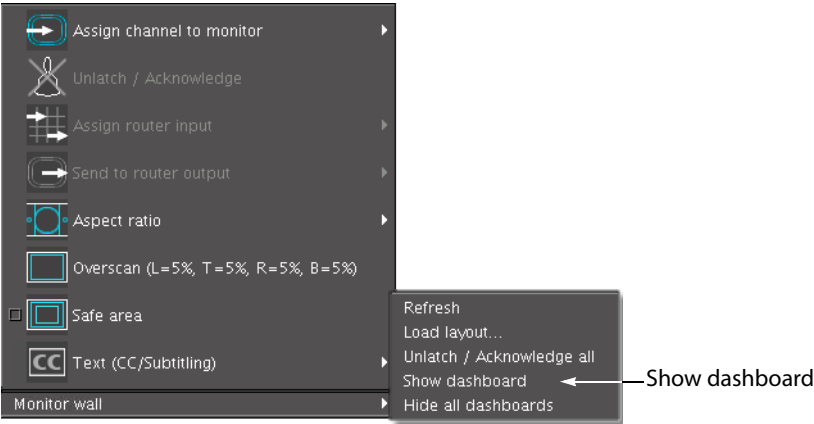 Assign channel to monitor
Unlatch / Acknowledge
Assign router input
Send to router output
Aspect ratio
Overscan (L=5%, T=5%, R=5%, B=5%)
Safe area
CC Text (CC/Subtitling)
Monitor wall
Refresh
Load layout...
Unlatch / Acknowledge all
Show dashboard
Hide all dashboards
Show dashboard